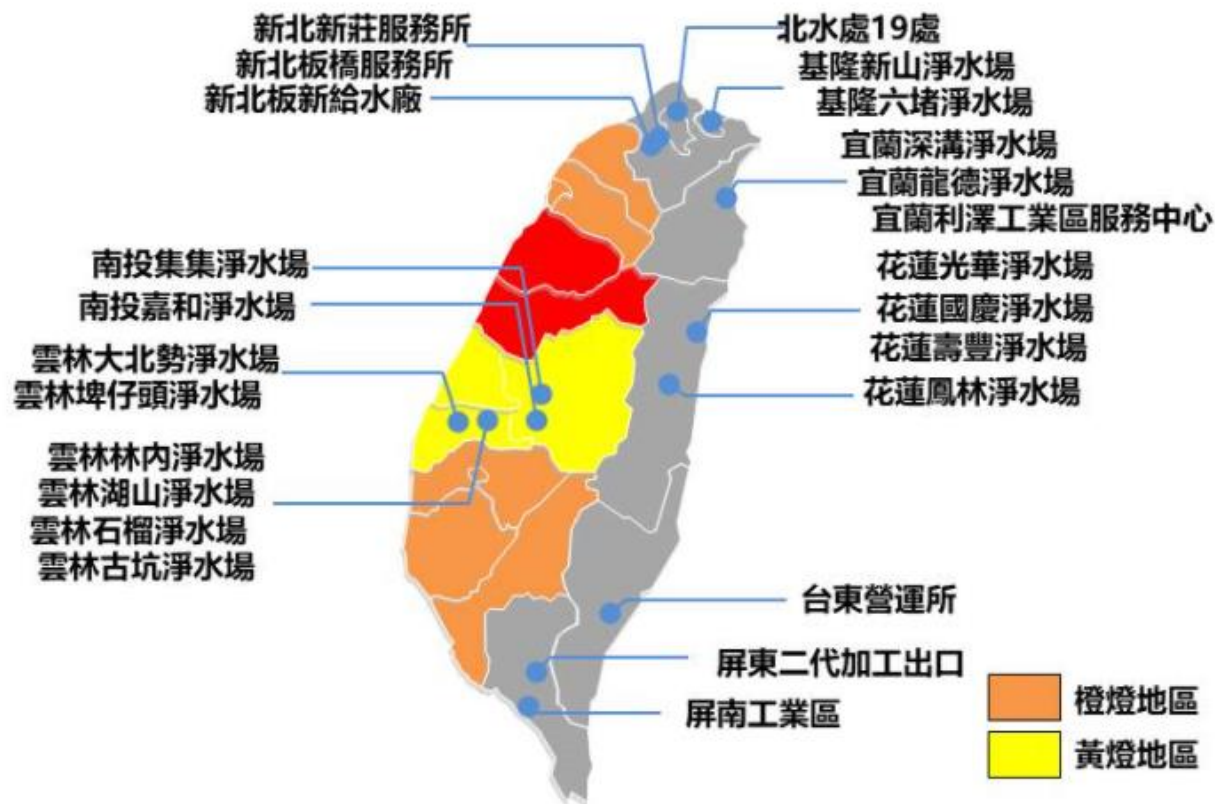 新北新莊服務所
新北板橋服務所
新北板新給水廠
北水處19處
基隆新山淨水場
基隆六堵淨水場
宜蘭深溝淨水場
宜蘭龍德淨水場
宜蘭利澤工業區服務中心
南投集集淨水場
南投嘉和淨水場
花蓮光華淨水場
花蓮國慶淨水場
花蓮壽豐淨水場
花蓮鳳林淨水場
雲林大北勢淨水場
雲林埤仔頭淨水場
雲林林內淨水場
雲林湖山淨水場
雲林石榴淨水場
雲林古坑淨水場
台東營運所
屏東二代加工出口
屏南工業區
橙燈地區
黃燈地區